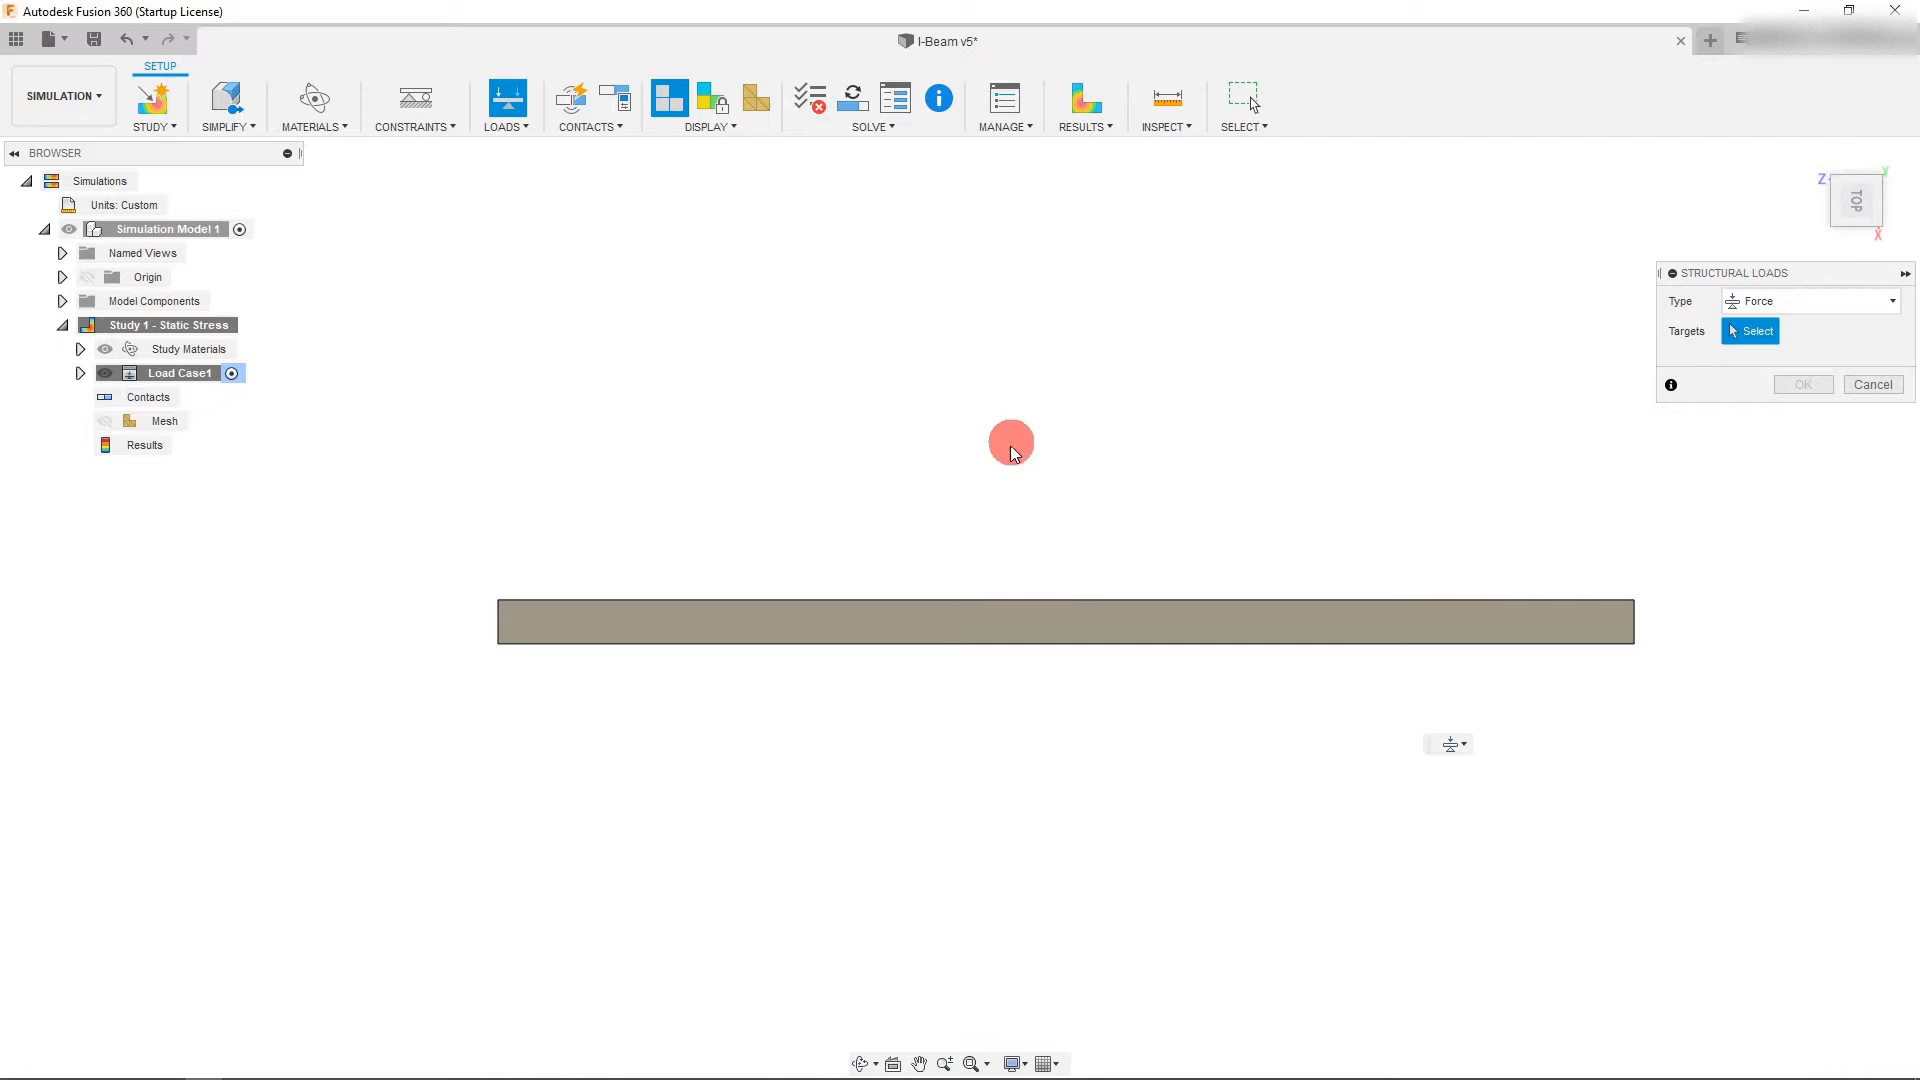 Autodesk Fusion 360 (Startup License)
I-Beam v5*
SETUP
SIMULATION
STUDY
SIMPLIFY
MATERIALS
CONSTRAINTS
LOADS
CONTACTS
DISPLAY
SOLVE
MANAGE
RESULTS
INSPECT
SELECT
BROWSER
Simulations
Units: Custom
Simulation Model 1
Named Views
Origin
Model Components
Study 1 - Static Stress
Study Materials
Load Case1
Contacts
Mesh
Results
Z
Y
TOP
X
STRUCTURAL LOADS
Type Force
Targets Select
OK Cancel